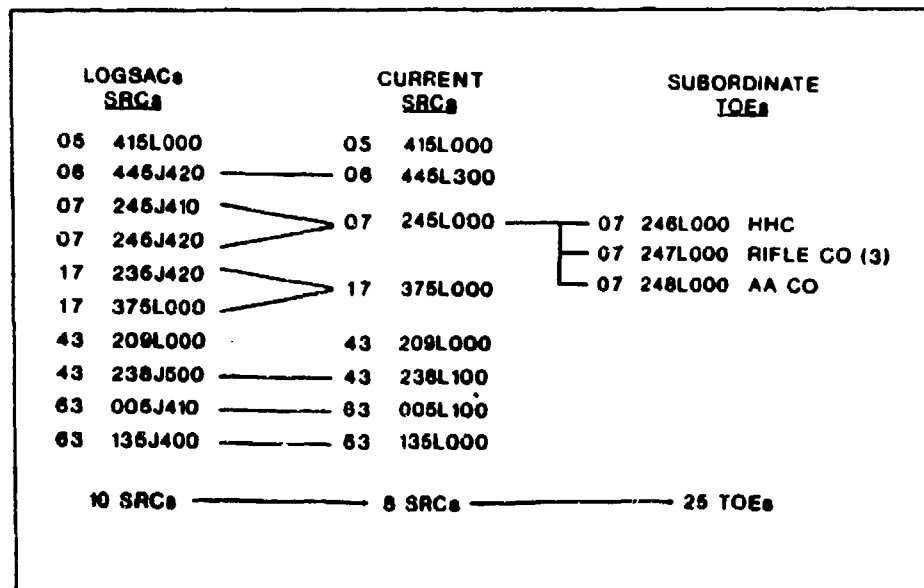 LOGSACs CURRENT SUBORDINATE
SRCs SRCs TOEs
05 415L000 05 415L000
06 445J420 06 445L300
07 245J410
07 245L000 07 246L000 HHC
07 245J420 07 247L000 RIFLE CO (3)
17 235J420 07 248L000 AA CO
17 375L000
17 375L000
43 209L000 43 209L000
43 238J500 43 238L100
63 005J410 63 005L100
63 135J400 63 135L000
10 SRCs 8 SRCs 25 TOEs